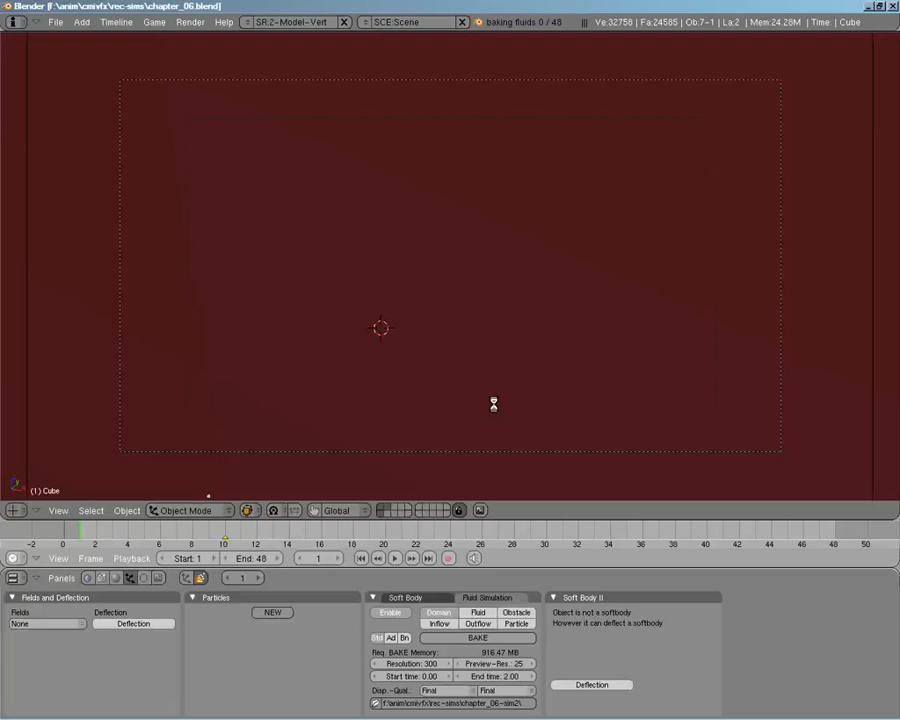 Blender [f:\anim\cmivfx\rec-sims\chapter_06.blend]
File Add Timeline Game Render Help SR:2-Model-Vert SCE:Scene baking fluids 0 / 48 Ve:32758 | Fa:24585 | Ob:7-1 | La:2 | Mem:24.28M | Time: | Cube
(1) Cube
View Select Object Object Mode Global
-2 0 2 4 6 8 10 12 14 16 18 20 22 24 26 28 30 32 34 36 38 40 42 44 46 48 50
View Frame Playback Start: 1 End: 48 1
Panels 1
Fields and Deflection Particles Soft Body Fluid Simulation Soft Body II
Fields Deflection NEW Enable Domain Fluid Obstacle Object is not a softbody
None Deflection Inflow Outflow Particle However it can deflect a softbody
Std Ad Bn BAKE
Req. BAKE Memory: 916.47 MB
Resolution: 300 Preview-Res.: 25
Start time: 0.00 End time: 2.00
Disp.-Qual.: Final Final Deflection
f:\anim\cmivfx\rec-sims\chapter_06-sim2\